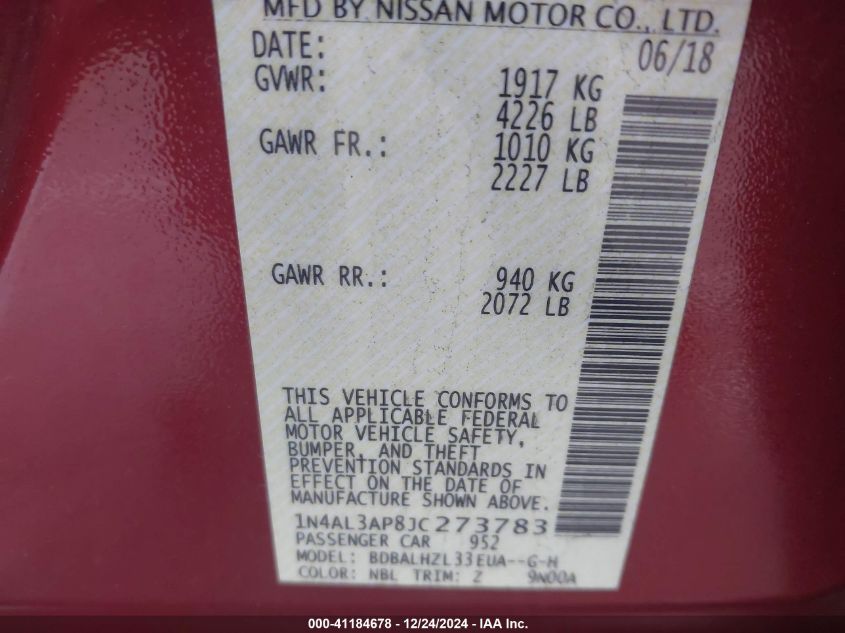 MFD BY NISSAN MOTOR CO., LTD.
DATE: 06/18
GVWR: 1917 KG
4226 LB
GAWR FR.: 1010 KG
2227 LB
GAWR RR.: 940 KG
2072 LB
THIS VEHICLE CONFORMS TO
ALL APPLICABLE FEDERAL
MOTOR VEHICLE SAFETY,
BUMPER, AND THEFT
PREVENTION STANDARDS IN
EFFECT ON THE DATE OF
MANUFACTURE SHOWN ABOVE.
1N4AL3AP8JC273783
PASSENGER CAR 952
MODEL: BDBALHZL33EUA--G-H
COLOR: NBL TRIM: Z 9N00A
000-41184678 - 12/24/2024 - IAA Inc.